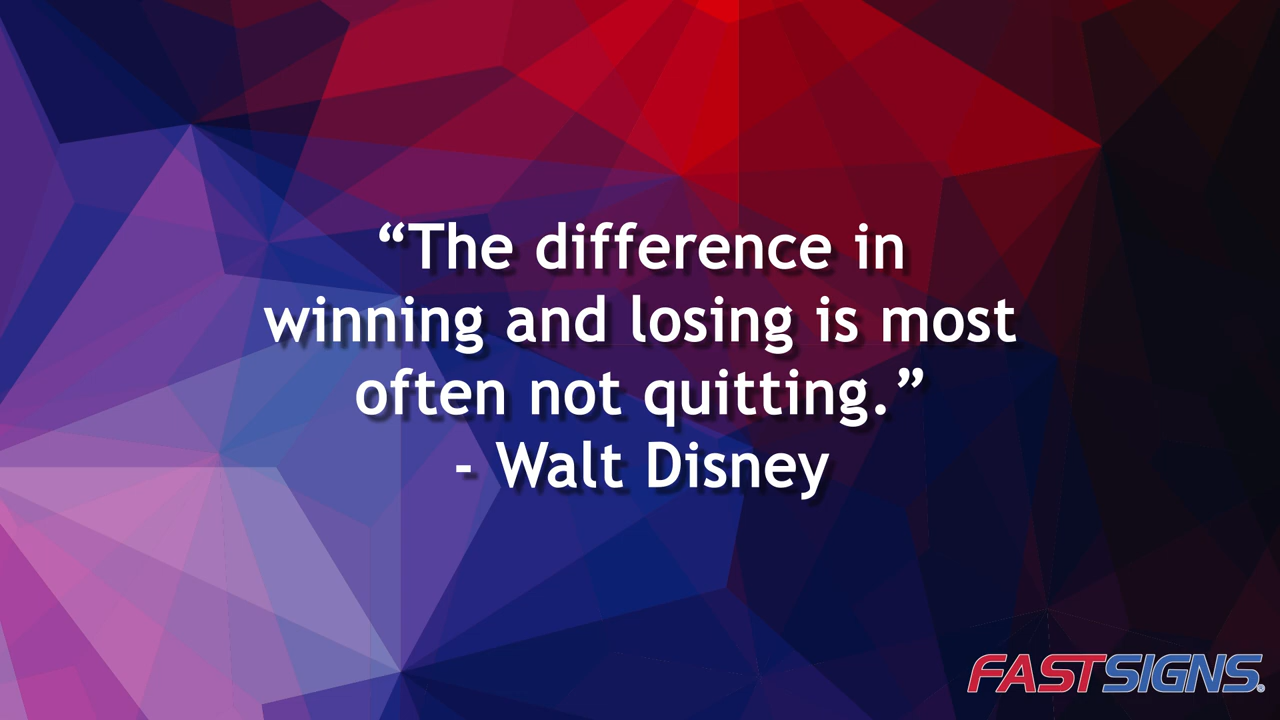 “The difference in
winning and losing is most
often not quitting.”
- Walt Disney
FASTSIGNS®